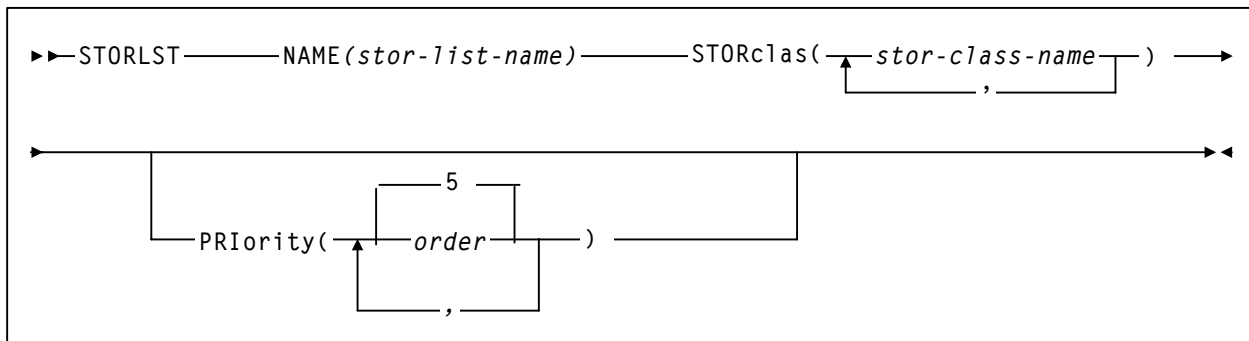 STORLST NAME(stor-list-name) STORclas( stor-class-name )
,
5
PRIority( order )
,